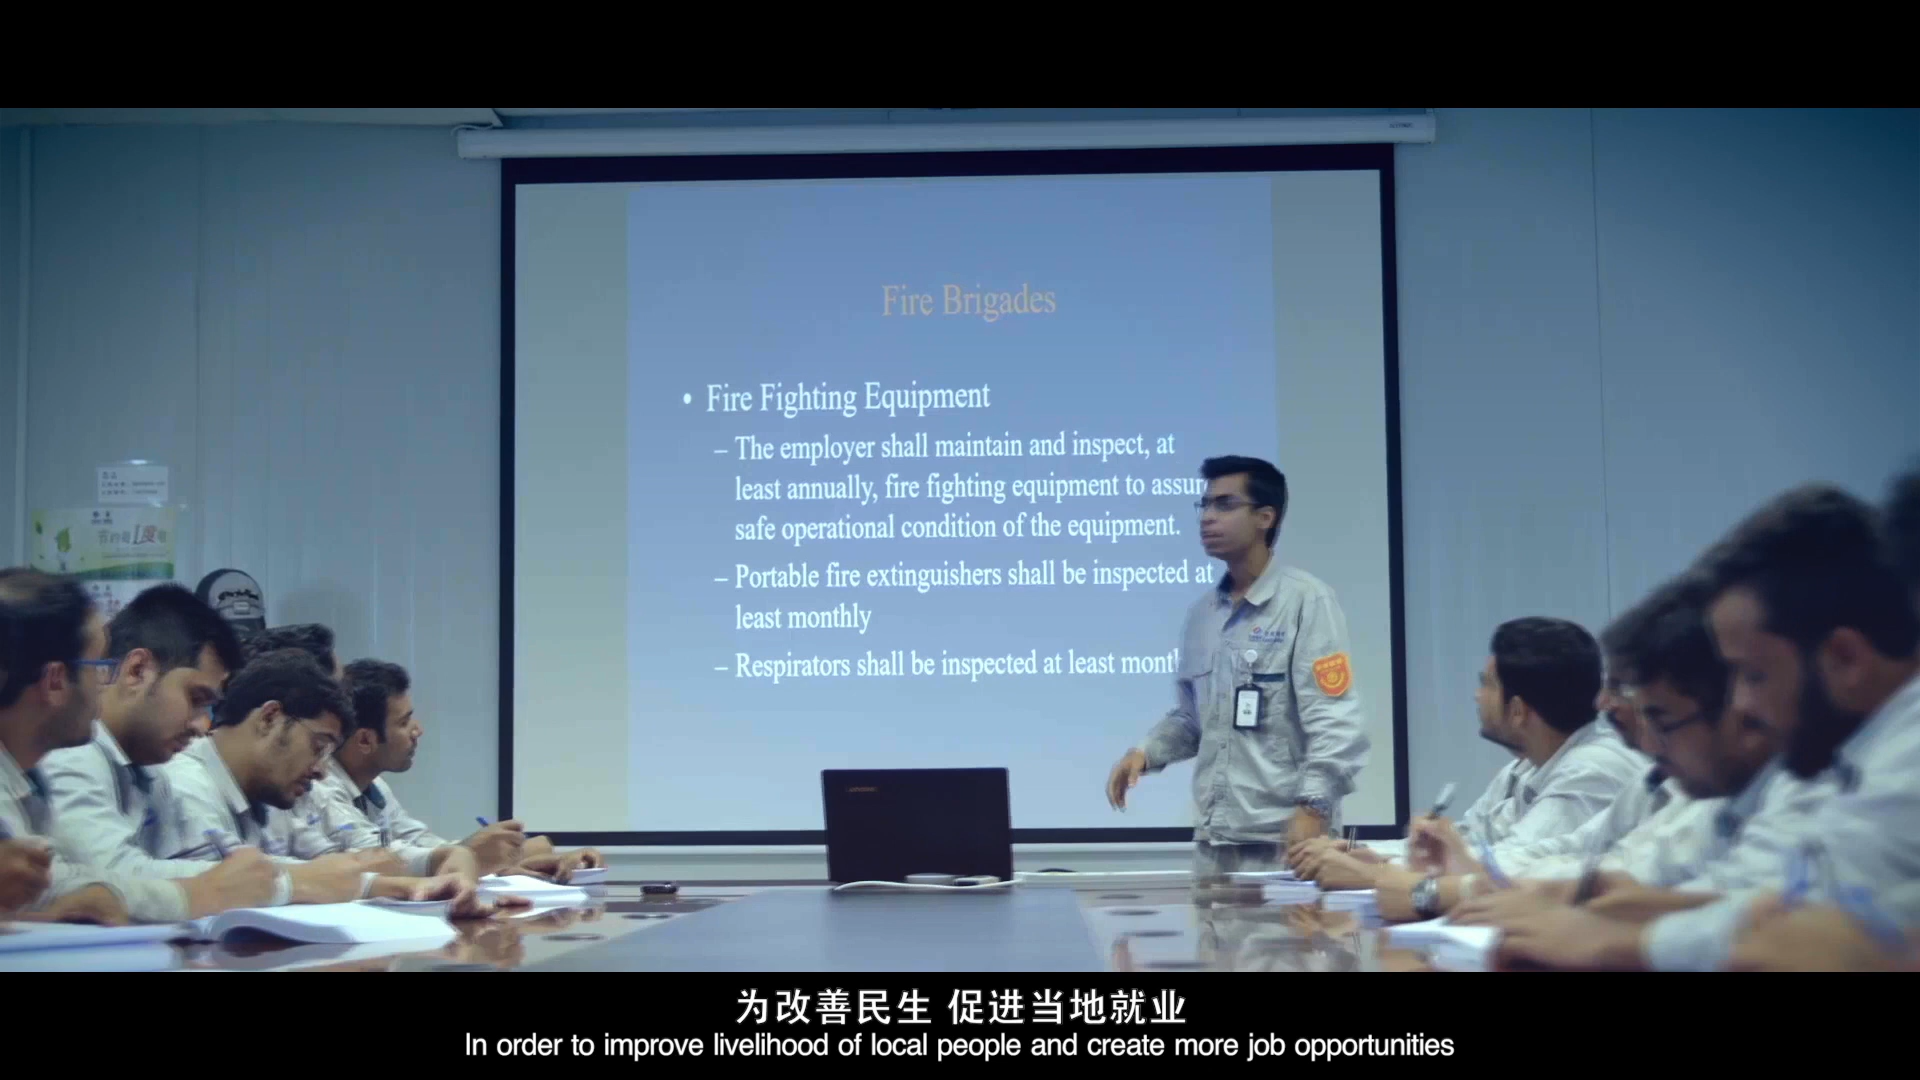 Fire Brigades
• Fire Fighting Equipment
– The employer shall maintain and inspect, at
least annually, fire fighting equipment to assur
safe operational condition of the equipment.
– Portable fire extinguishers shall be inspected at
least monthly
– Respirators shall be inspected at least mont
为改善民生 促进当地就业
In order to improve livelihood of local people and create more job opportunities